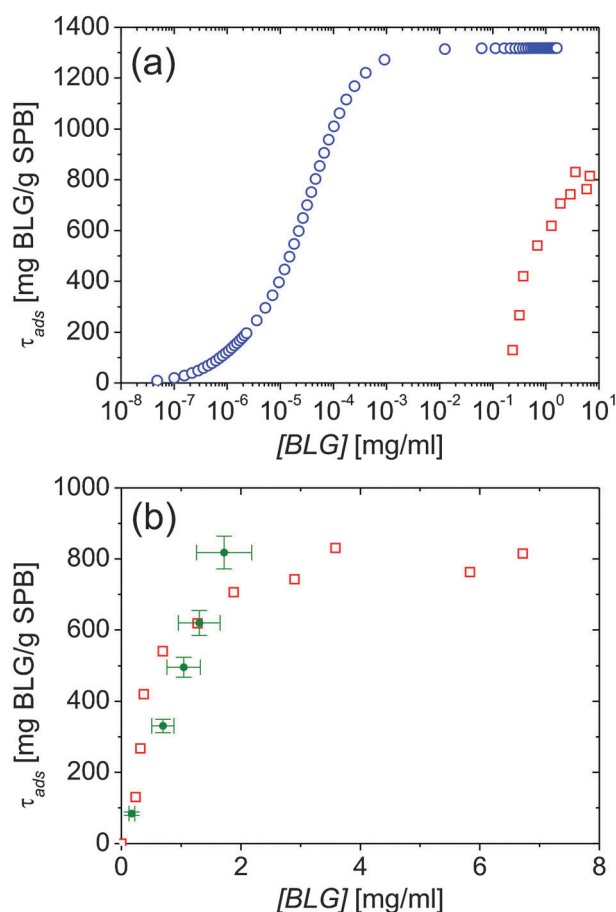 (a)
1400
1200
1000
800
600
400
200
0
τads [mg BLG/g SPB]
10⁻⁸ 10⁻⁷ 10⁻⁶ 10⁻⁵ 10⁻⁴ 10⁻³ 10⁻² 10⁻¹ 10⁰ 10¹
[BLG] [mg/ml]
(b)
1000
800
600
400
200
0
τads [mg BLG/g SPB]
0 2 4 6 8
[BLG] [mg/ml]